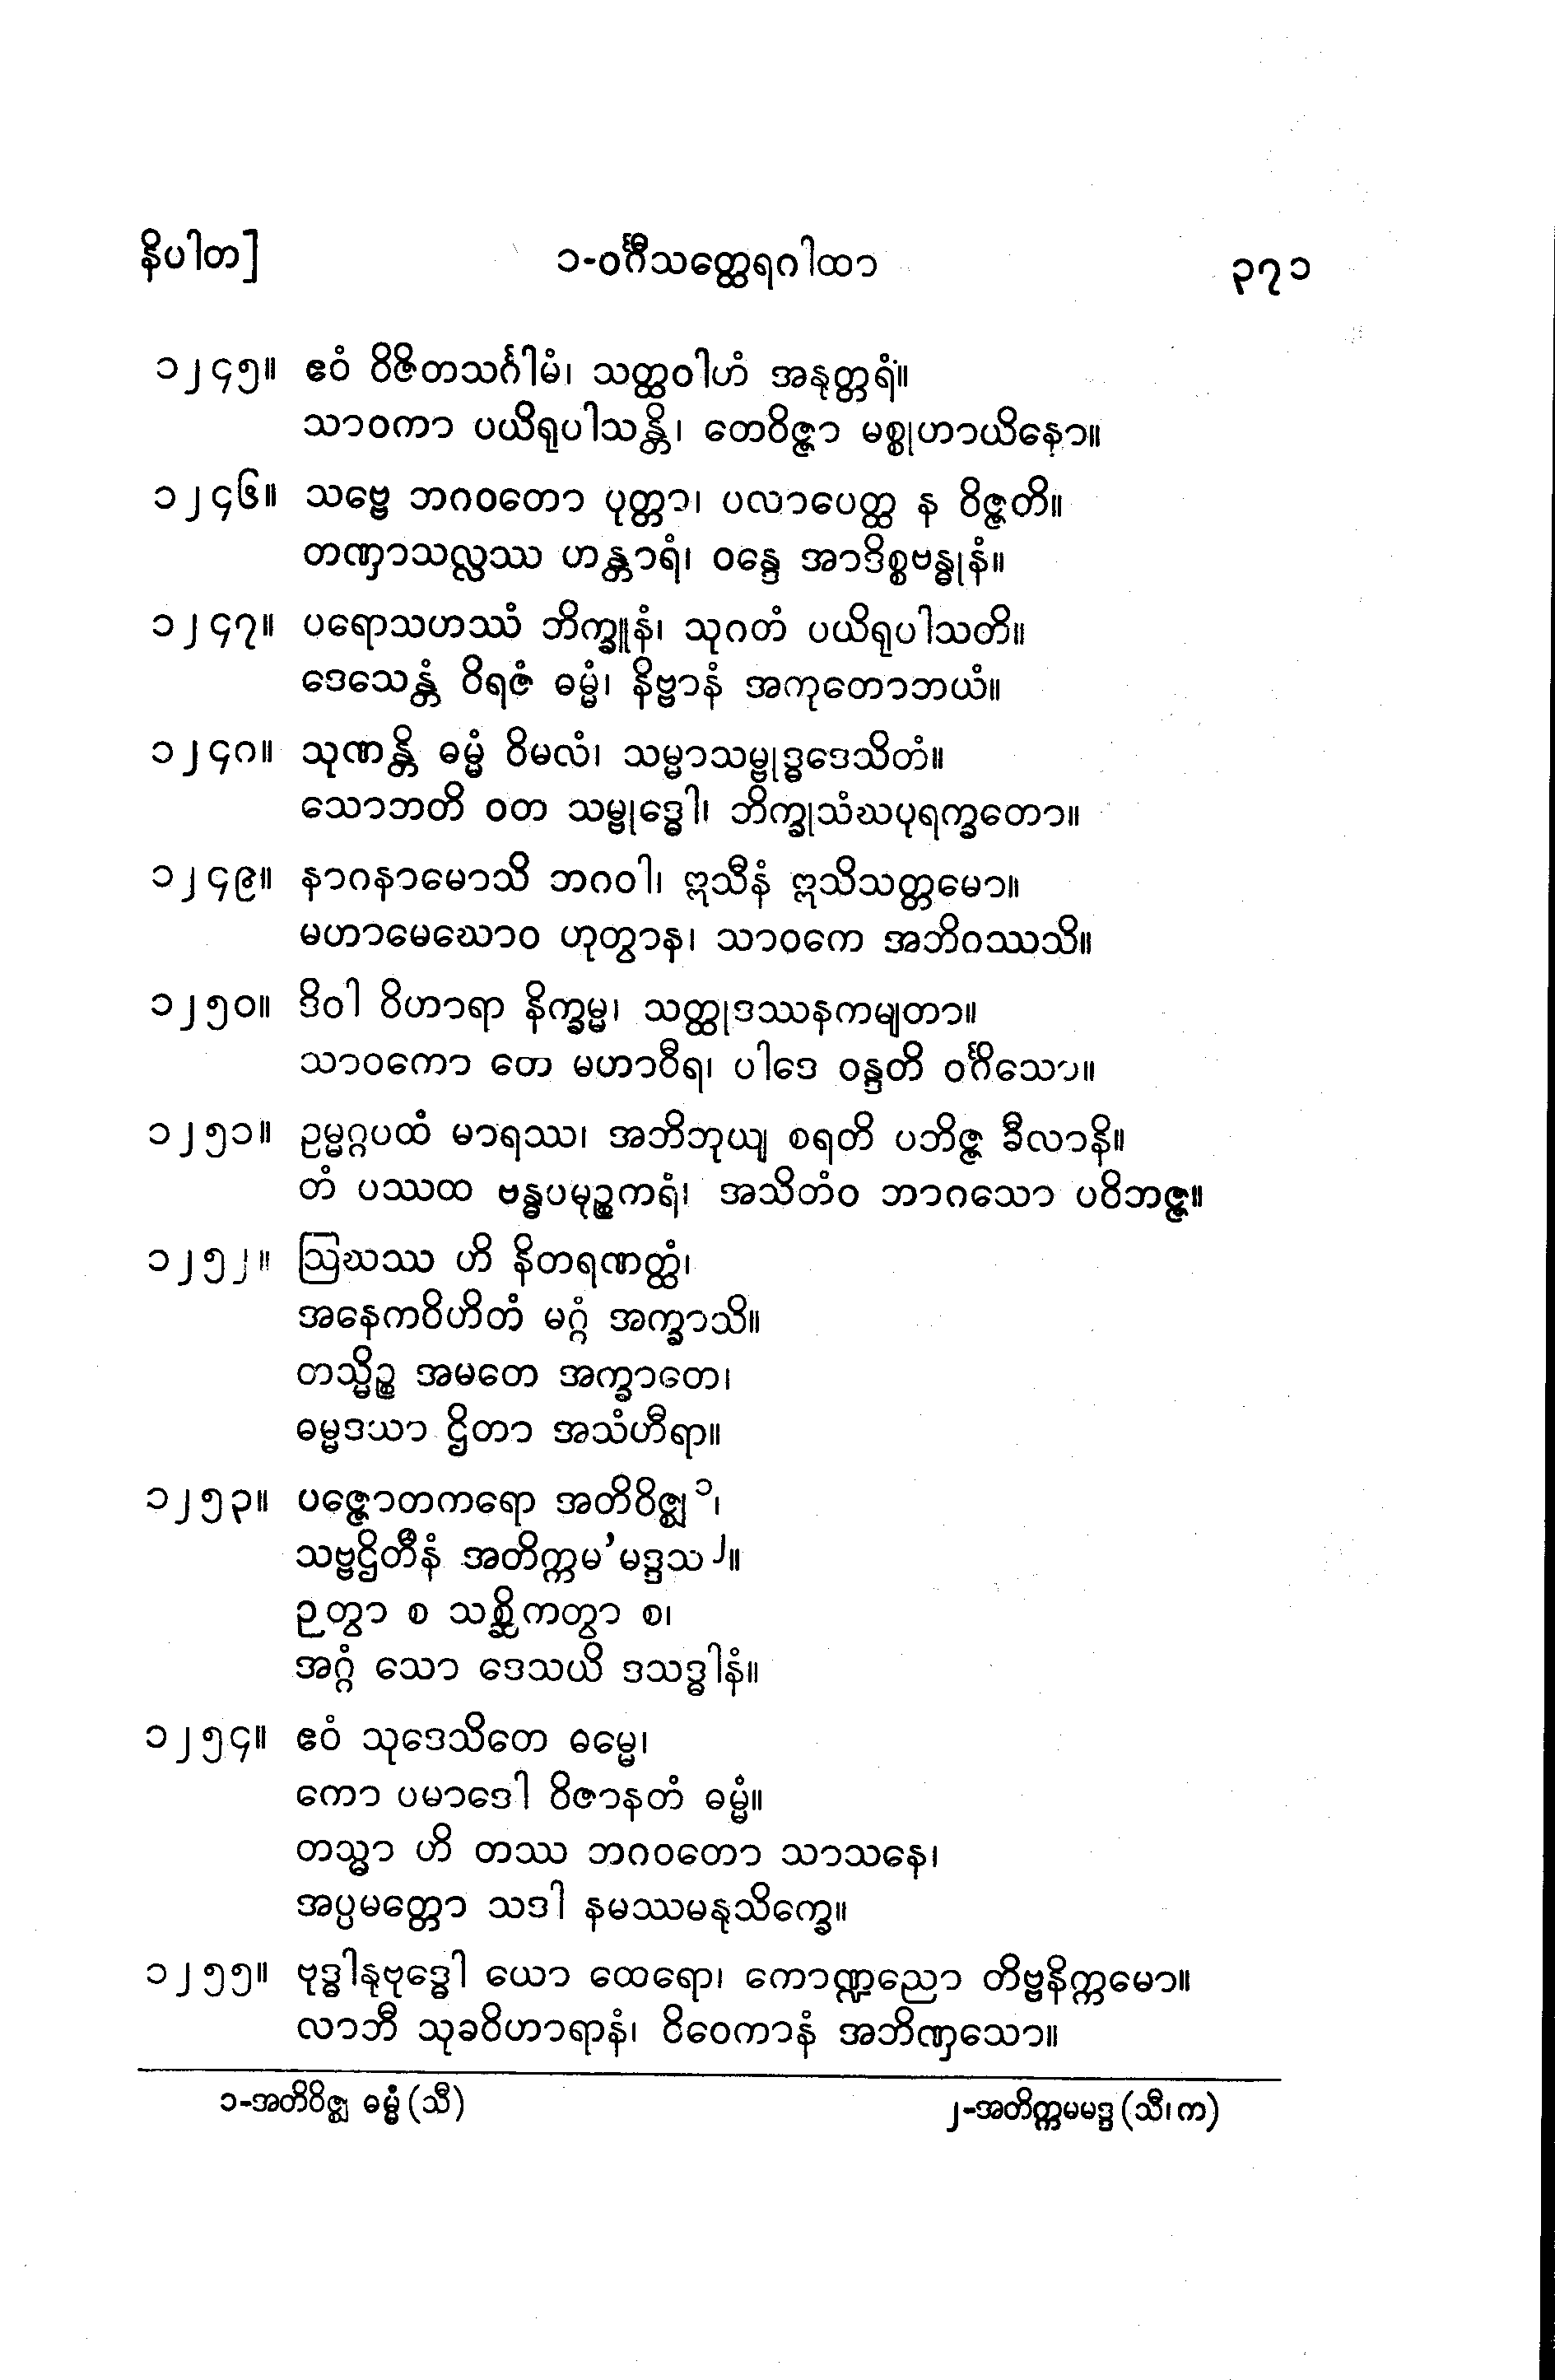 နိပါတ] ၁-ဝင်္ဂီသတ္ထေရဂါထာ ၃၇၁
၁၂၄၅။ ဧဝံ ဝိဇိတသင်္ဂါမံ၊ သတ္ထဝါဟံ အနုတ္တရံ။
သာဝကာ ပယိရုပါသန္တိ၊ တေဝိဇ္ဇာ မစ္စုဟာယိနော။
၁၂၄၆။ သဗ္ဗေ ဘဂဝတော ပုတ္တာ၊ ပလာပေတ္ထ န ဝိဇ္ဇတိ။
တဏှာသလ္လဿ ဟန္တာရံ၊ ဝန္ဒေ အာဒိစ္စဗန္ဓုနံ။
၁၂၄၇။ ပရောသဟဿံ ဘိက္ခူနံ၊ သုဂတံ ပယိရုပါသတိ။
ဒေသေန္တံ ဝိရဇံ ဓမ္မံ၊ နိဗ္ဗာနံ အကုတောဘယံ။
၁၂၄၈။ သုဏန္တိ ဓမ္မံ ဝိမလံ၊ သမ္မာသမ္ဗုဒ္ဓဒေသိတံ။
သောဘတိ ဝတ သမ္ဗုဒ္ဓေါ၊ ဘိက္ခုသံဃပုရက္ခတော။
၁၂၄၉။ နာဂနာမောသိ ဘဂဝါ၊ ဣသီနံ ဣသိသတ္တမော။
မဟာမေဃောဝ ဟုတွာန၊ သာဝကေ အဘိဝဿသိ။
၁၂၅၀။ ဒိဝါ ဝိဟာရာ နိက္ခမ္မ၊ သတ္ထုဒဿနကမျတာ။
သာဝကော တေ မဟာဝီရ၊ ပါဒေ ဝန္ဒတိ ဝင်္ဂိသော။
၁၂၅၁။ ဥမ္မဂ္ဂပထံ မာရဿ၊ အဘိဘုယျ စရတိ ပဘိဇ္ဇ ခီလာနိ။
တံ ပဿထ ဗန္ဓပမုဉ္စကရံ၊ အသိတံဝ ဘာဂသော ပဝိဘဇ္ဇ။
၁၂၅၂။ ဩဃဿ ဟိ နိတရဏတ္ထံ၊
အနေကဝိဟိတံ မဂ္ဂံ အက္ခာသိ။
တသ္မိဉ္စ အမတေ အက္ခာတေ၊
ဓမ္မဒသာ ဌိတာ အသံဟီရာ။
၁၂၅၃။ ပဇ္ဇောတကရော အတိဝိဇ္ဈ ၁၊
သဗ္ဗဌိတီနံ အတိက္ကမ’မဒ္ဒသ ၂။
ဉတွာ စ သစ္ဆိကတွာ စ၊
အဂ္ဂံ သော ဒေသယိ ဒသဒ္ဓါနံ။
၁၂၅၄။ ဧဝံ သုဒေသိတေ ဓမ္မေ၊
ကော ပမာဒေါ ဝိဇာနတံ ဓမ္မံ။
တသ္မာ ဟိ တဿ ဘဂဝတော သာသနေ၊
အပ္ပမတ္တော သဒါ နမဿမနုသိက္ခေ။
၁၂၅၅။ ဗုဒ္ဓါနုဗုဒ္ဓေါ ယော ထေရော၊ ကောဏ္ဍညော တိဗ္ဗနိက္ကမော။
လာဘီ သုခဝိဟာရာနံ၊ ဝိဝေကာနံ အဘိဏှသော။
၁-အတိဝိဇ္ဈ ဓမ္မံ (သီ) ၂-အတိက္ကမမဒ္ဒ (သီ၊ က)